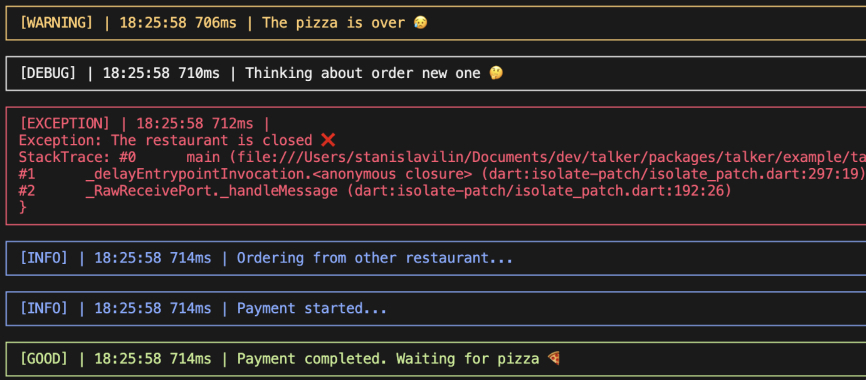 [WARNING] | 18:25:58 706ms | The pizza is over 😥
[DEBUG] | 18:25:58 710ms | Thinking about order new one 🤔
[EXCEPTION] | 18:25:58 712ms |
Exception: The restaurant is closed ❌
StackTrace: #0      main (file:///Users/stanislavilin/Documents/dev/talker/packages/talker/example/ta
#1      _delayEntrypointInvocation.<anonymous closure> (dart:isolate-patch/isolate_patch.dart:297:19)
#2      _RawReceivePort._handleMessage (dart:isolate-patch/isolate_patch.dart:192:26)
}
[INFO] | 18:25:58 714ms | Ordering from other restaurant...
[INFO] | 18:25:58 714ms | Payment started...
[GOOD] | 18:25:58 714ms | Payment completed. Waiting for pizza 🍕